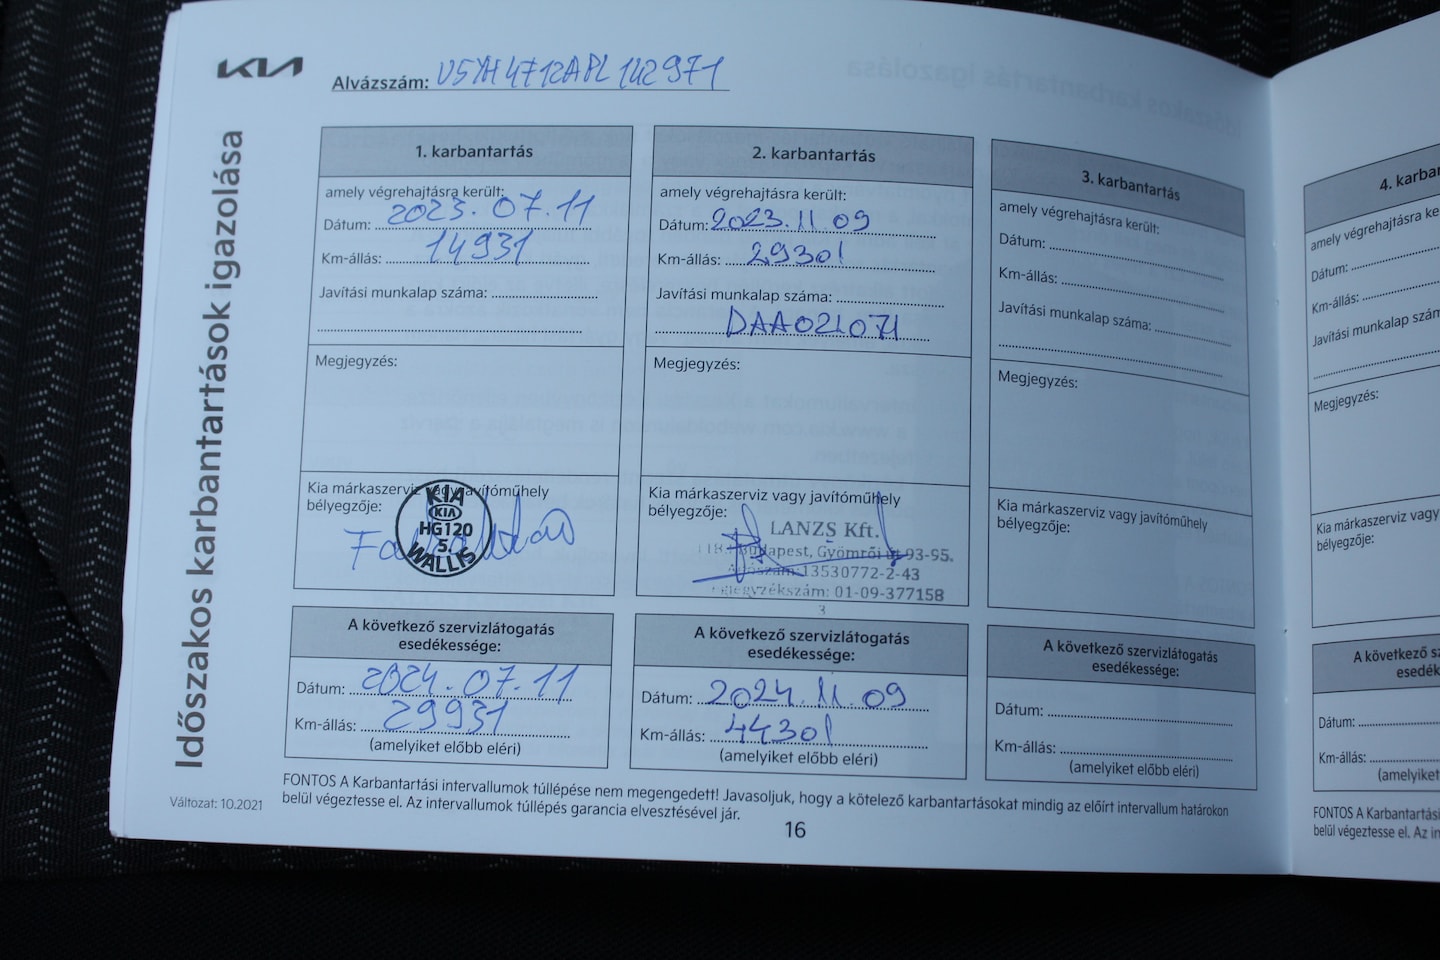 KIA
Alvázszám: U5YH4712APL142971
Időszakos karbantartások igazolása
1. karbantartás
amely végrehajtásra került:
Dátum: 2023.07.11
Km-állás: 14931
Javítási munkalap száma:
Megjegyzés:
Kia márkaszerviz vagy javítóműhely
bélyegzője:
KIA
KIA
HG120
5.
WALLIS
A következő szervizlátogatás
esedékessége:
Dátum: 2024.07.11
Km-állás: 29931
(amelyiket előbb eléri)
2. karbantartás
amely végrehajtásra került:
Dátum: 2023.11.09
Km-állás: 29301
Javítási munkalap száma:
DAA021071
Megjegyzés:
Kia márkaszerviz vagy javítóműhely
bélyegzője:
LANZS Kft.
Budapest, Gyömrői út 93-95.
Adószám: 13530772-2-43
01-09-377158
3
A következő szervizlátogatás
esedékessége:
Dátum: 2024.11.09
Km-állás: 44301
(amelyiket előbb eléri)
3. karbantartás
amely végrehajtásra került:
Dátum:
Km-állás:
Javítási munkalap száma:
Megjegyzés:
Kia márkaszerviz vagy javítóműhely
bélyegzője:
A következő szervizlátogatás
esedékessége:
Dátum:
Km-állás:
(amelyiket előbb eléri)
FONTOS A Karbantartási intervallumok túllépése nem megengedett! Javasoljuk, hogy a kötelező karbantartásokat mindig az előírt intervallum határokon
belül végeztesse el. Az intervallumok túllépés garancia elvesztésével jár.
Változat: 10.2021
16
4. karba
amely végrehajtásra ke
Dátum:
Km-állás:
Javítási munkalap szám
Megjegyzés:
Kia márkaszerviz vagy
bélyegzője:
A következő sz
esedék
Dátum:
Km-állás:
(amelyiket
FONTOS A Karbantartási
belül végeztesse el. Az in